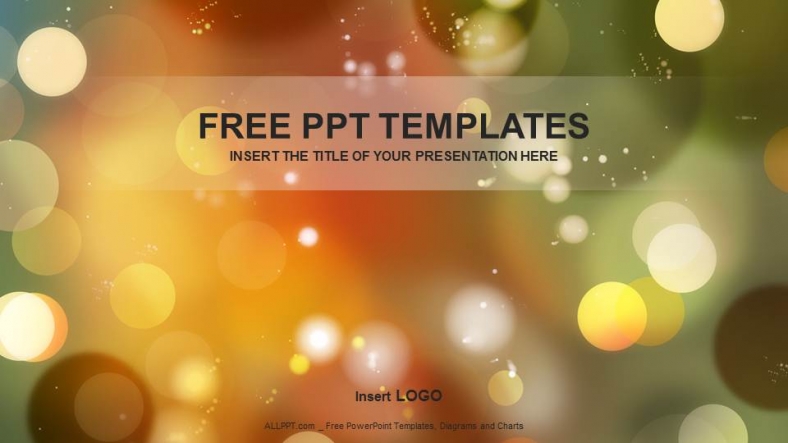 FREE PPT TEMPLATES
INSERT THE TITLE OF YOUR PRESENTATION HERE
Insert LOGO
ALLPPT.com _ Free PowerPoint Templates, Diagrams and Charts